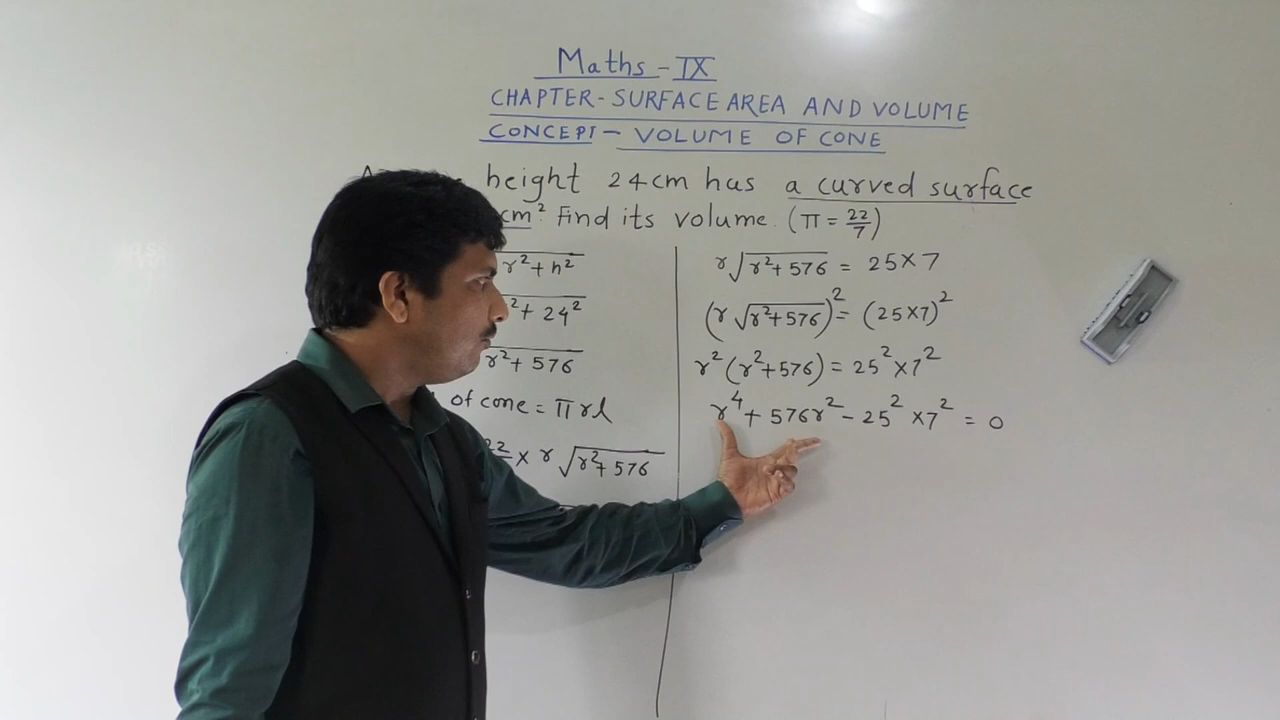 Maths - IX
CHAPTER - SURFACE AREA AND VOLUME
CONCEPT - VOLUME OF CONE
height 24cm has a curved surface
cm². Find its volume. (π = 22/7)
r² + h²
² + 24²
r² + 576
of cone = πrl
22 × r √(r² + 576)
r √(r² + 576) = 25 × 7
(r √(r² + 576))² = (25 × 7)²
r² (r² + 576) = 25² × 7²
r⁴ + 576r² - 25² × 7² = 0